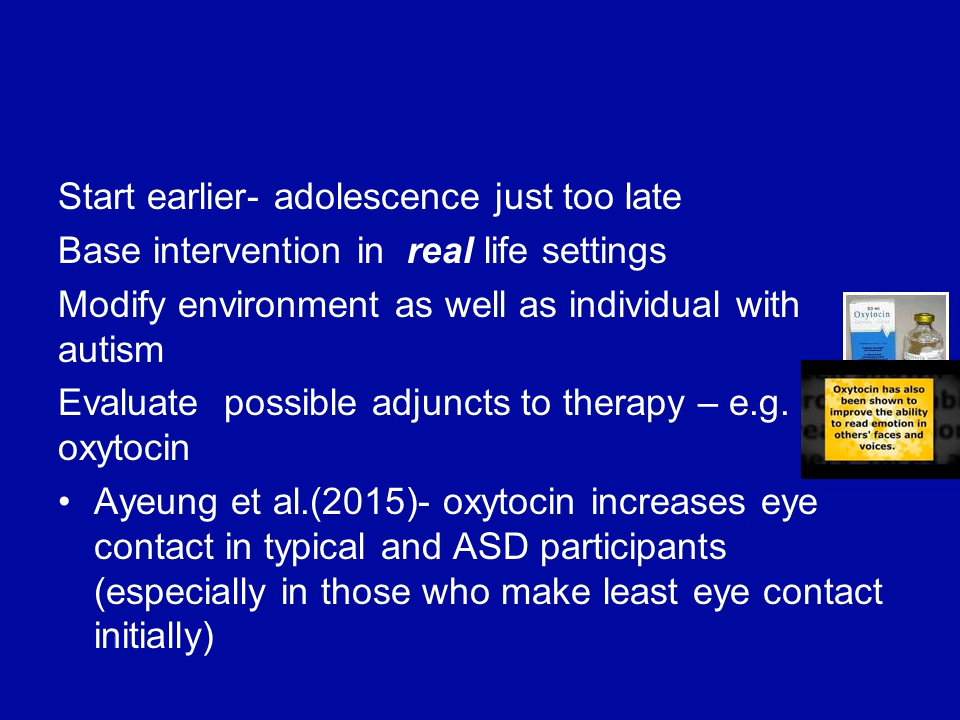 Start earlier- adolescence just too late
Base intervention in real life settings
Modify environment as well as individual with
autism
Evaluate possible adjuncts to therapy – e.g.
oxytocin
• Ayeung et al.(2015)- oxytocin increases eye
contact in typical and ASD participants
(especially in those who make least eye contact
initially)
50 ml
Oxytocin
Oxytocin has also
been shown to
improve the ability
to read emotion in
others' faces and
voices.